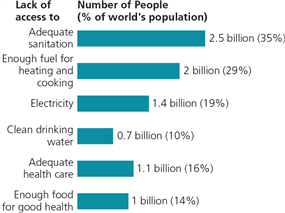 Lack of
access to
Number of People
(% of world's population)
Adequate
sanitation
2.5 billion (35%)
Enough fuel for
heating and
cooking
2 billion (29%)
Electricity
1.4 billion (19%)
Clean drinking
water
0.7 billion (10%)
Adequate
health care
1.1 billion (16%)
Enough food
for good health
1 billion (14%)